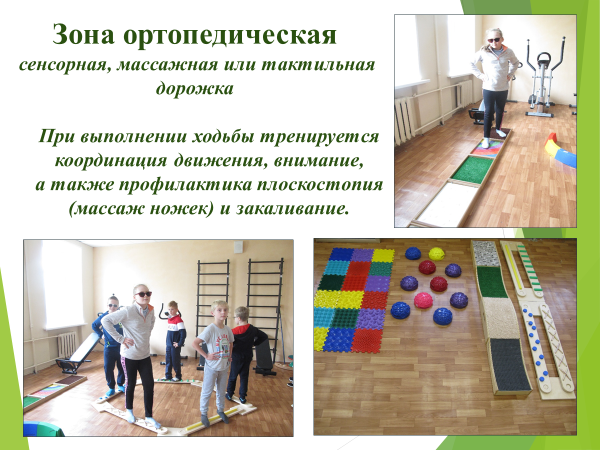 Зона ортопедическая
сенсорная, массажная или тактильная
дорожка
При выполнении ходьбы тренируется
координация движения, внимание,
а также профилактика плоскостопия
(массаж ножек) и закаливание.